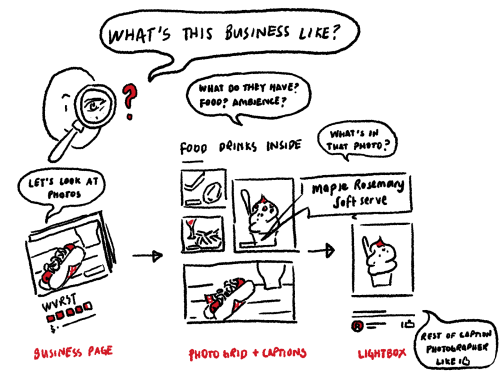 WHAT'S THIS BUSINESS LIKE?
?
WHAT DO THEY HAVE?
FOOD? AMBIENCE?
FOOD DRINKS INSIDE
WHAT'S IN
THAT PHOTO?
LET'S LOOK AT
PHOTOS
Maple Rosemary
Soft serve
WVRST
$·
REST OF CAPTION
PHOTOGRAPHER
LIKE
BUSINESS PAGE
PHOTO GRID + CAPTIONS
LIGHTBOX